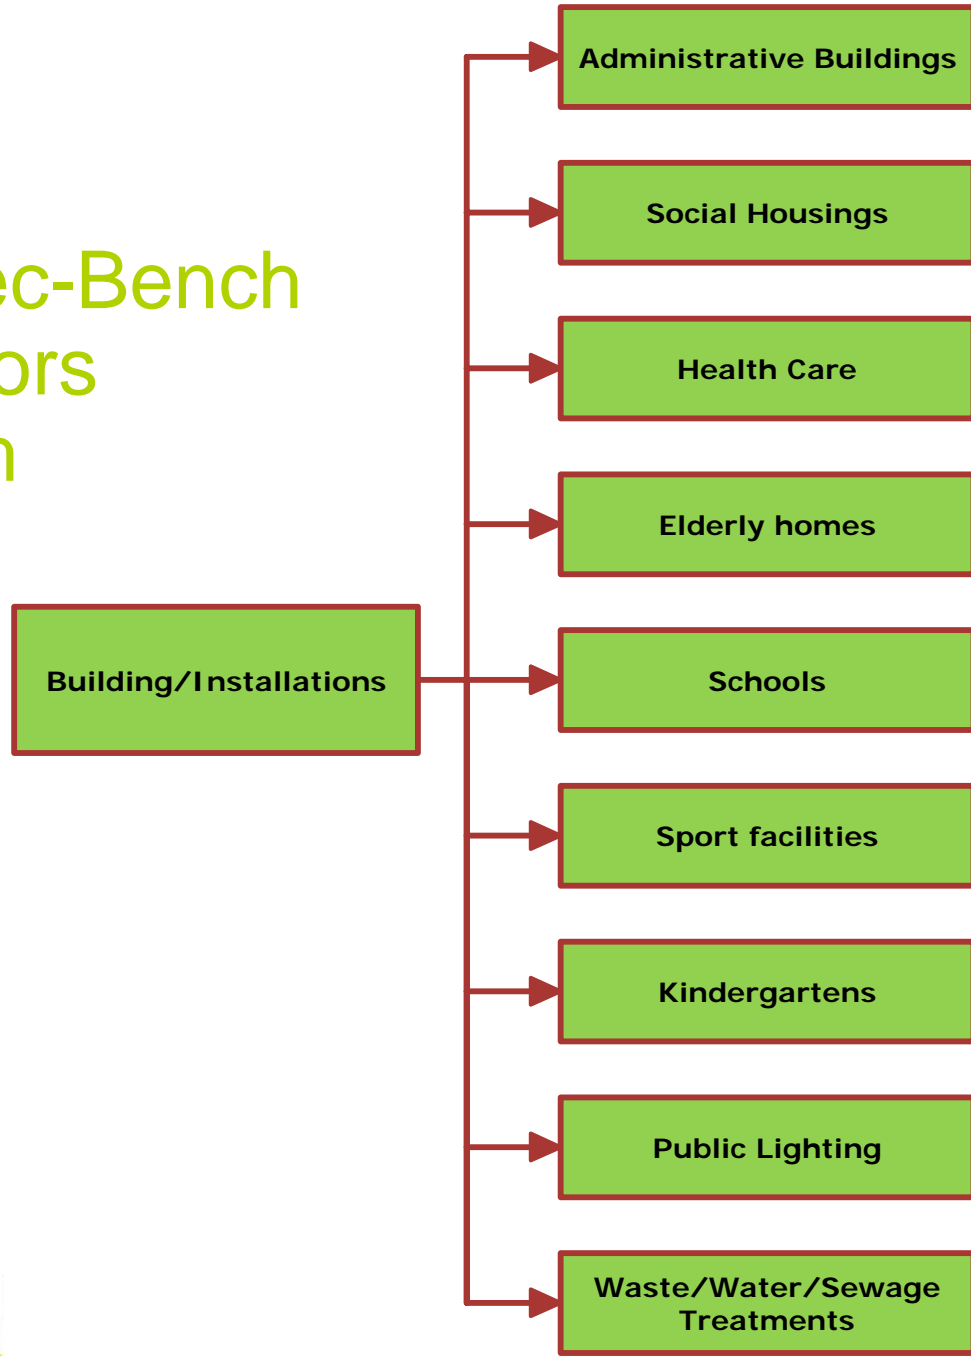 ec-Bench
ors
n
Administrative Buildings
Social Housings
Health Care
Elderly homes
Building/Installations
Schools
Sport facilities
Kindergartens
Public Lighting
Waste/Water/Sewage
Treatments